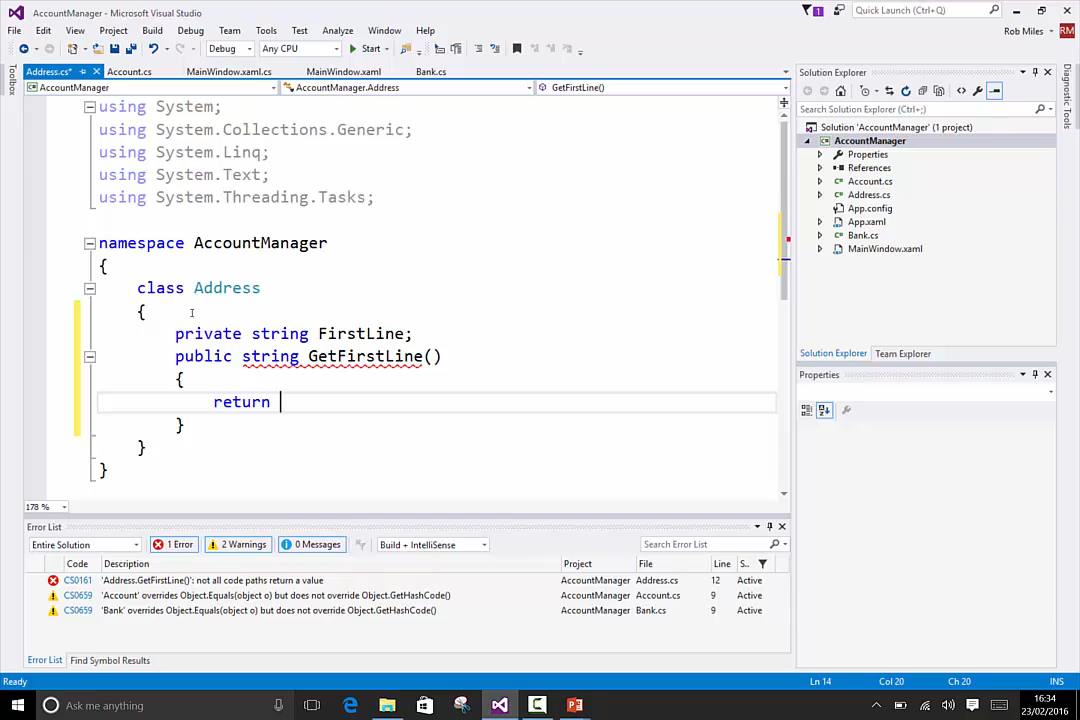 AccountManager - Microsoft Visual Studio
1
Quick Launch (Ctrl+Q)
File Edit View Project Build Debug Team Tools Test Analyze Window Help
Rob Miles RM
Debug Any CPU Start
Toolbox
Address.cs* Account.cs MainWindow.xaml.cs MainWindow.xaml Bank.cs
AccountManager AccountManager.Address GetFirstLine()
using System;
using System.Collections.Generic;
using System.Linq;
using System.Text;
using System.Threading.Tasks;
namespace AccountManager
{
class Address
{
private string FirstLine;
public string GetFirstLine()
{
return
}
}
}
178 %
Solution Explorer
Search Solution Explorer (Ctrl+;)
Solution 'AccountManager' (1 project)
AccountManager
Properties
References
Account.cs
Address.cs
App.config
App.xaml
Bank.cs
MainWindow.xaml
Solution Explorer Team Explorer
Properties
Diagnostic Tools
Error List
Entire Solution 1 Error 2 Warnings 0 Messages Build + IntelliSense Search Error List
Code Description Project File Line S...
CS0161 'Address.GetFirstLine()': not all code paths return a value AccountManager Address.cs 12 Active
CS0659 'Account' overrides Object.Equals(object o) but does not override Object.GetHashCode() AccountManager Account.cs 9 Active
CS0659 'Bank' overrides Object.Equals(object o) but does not override Object.GetHashCode() AccountManager Bank.cs 9 Active
Error List Find Symbol Results
Ready Ln 14 Col 20 Ch 20 INS
Ask me anything
16:34
23/02/2016